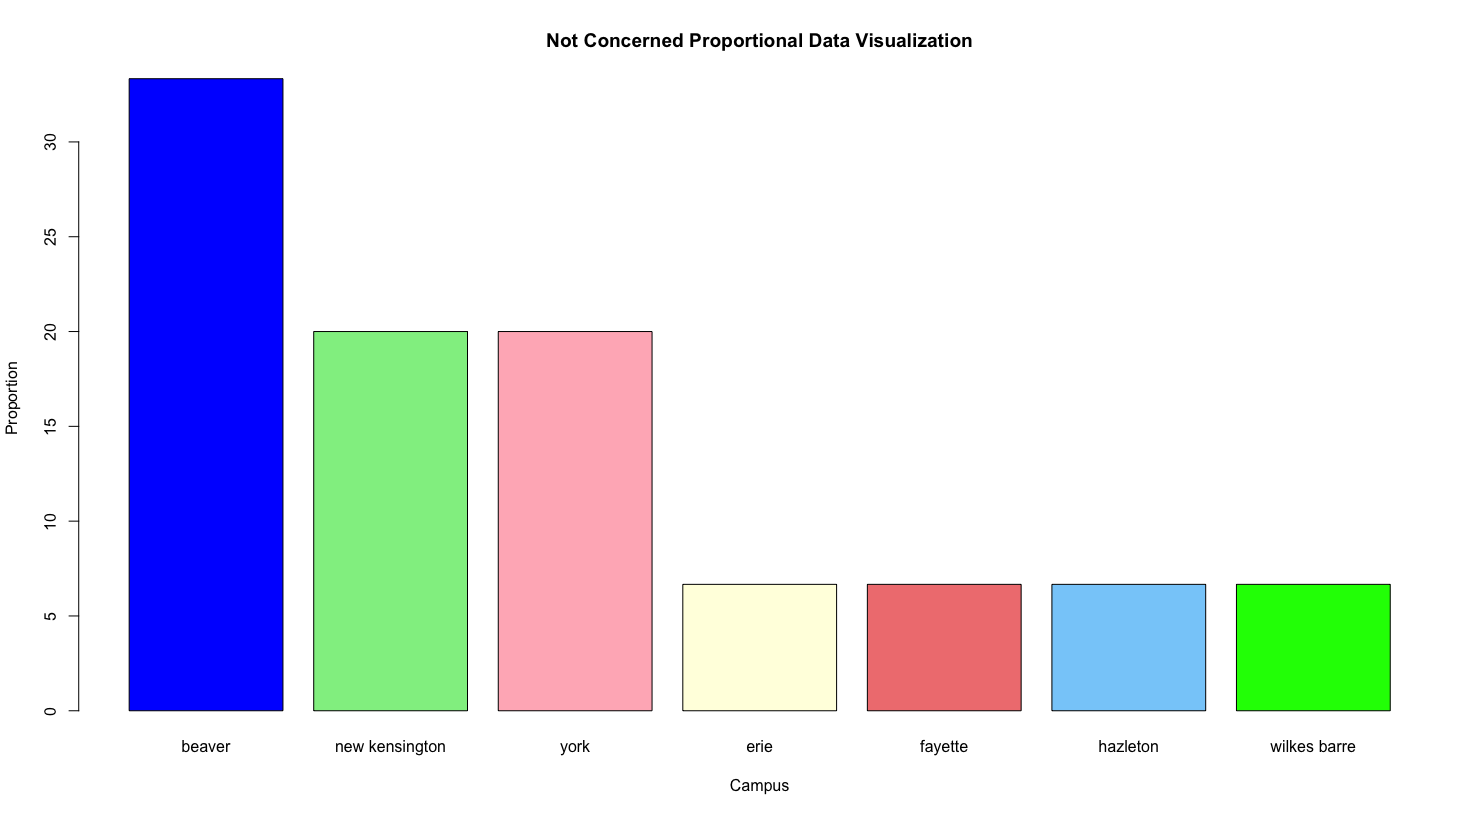 Not Concerned Proportional Data Visualization
Proportion
30
25
20
15
10
5
0
beaver new kensington york erie fayette hazleton wilkes barre
Campus